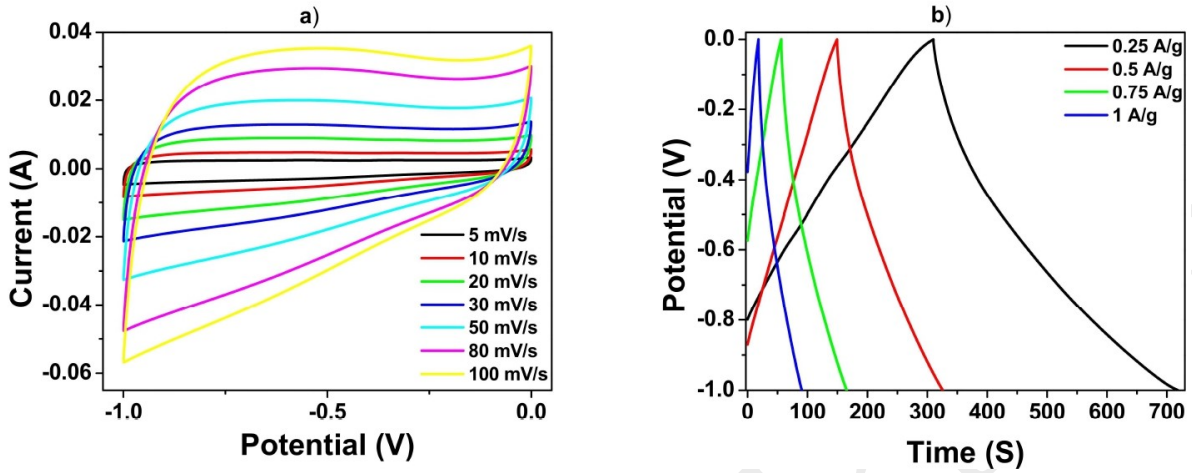 a)
0.04
0.02
0.00
-0.02
-0.04
-0.06
Current (A)
5 mV/s
10 mV/s
20 mV/s
30 mV/s
50 mV/s
80 mV/s
100 mV/s
-1.0
-0.5
0.0
Potential (V)
b)
0.0
-0.2
-0.4
-0.6
-0.8
-1.0
Potential (V)
0.25 A/g
0.5 A/g
0.75 A/g
1 A/g
0
100
200
300
400
500
600
700
Time (S)